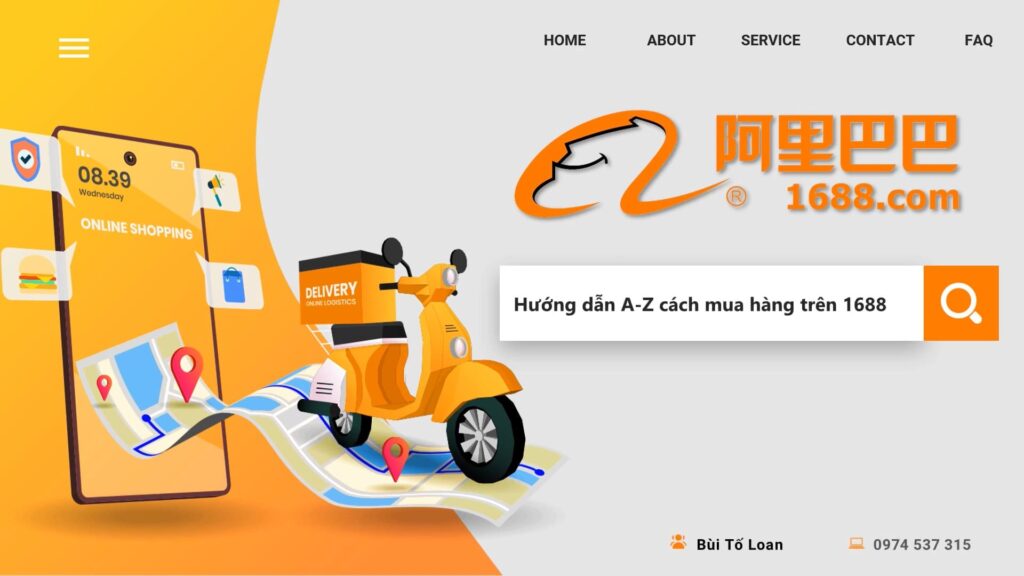 HOME ABOUT SERVICE CONTACT FAQ
08.39
Wednesday
ONLINE SHOPPING
DELIVERY
ONLINE LOGISTICS
阿里巴巴
®
1688.com
Hướng dẫn A-Z cách mua hàng trên 1688
Bùi Tố Loan
0974 537 315